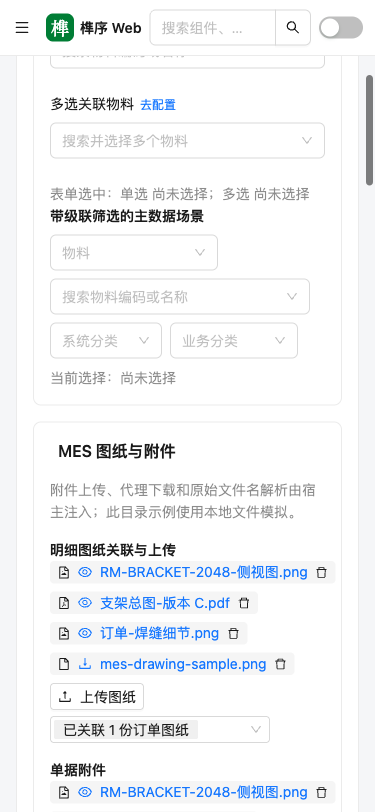 榫 榫序 Web 搜索组件、...
多选关联物料 去配置
搜索并选择多个物料
表单选中：单选 尚未选择；多选 尚未选择
带级联筛选的主数据场景
物料
搜索物料编码或名称
系统分类 业务分类
当前选择：尚未选择
MES 图纸与附件
附件上传、代理下载和原始文件名解析由宿
主注入；此目录示例使用本地文件模拟。
明细图纸关联与上传
RM-BRACKET-2048-侧视图.png
支架总图-版本 C.pdf
订单-焊缝细节.png
mes-drawing-sample.png
上传图纸
已关联 1 份订单图纸
单据附件
RM-BRACKET-2048-侧视图.png